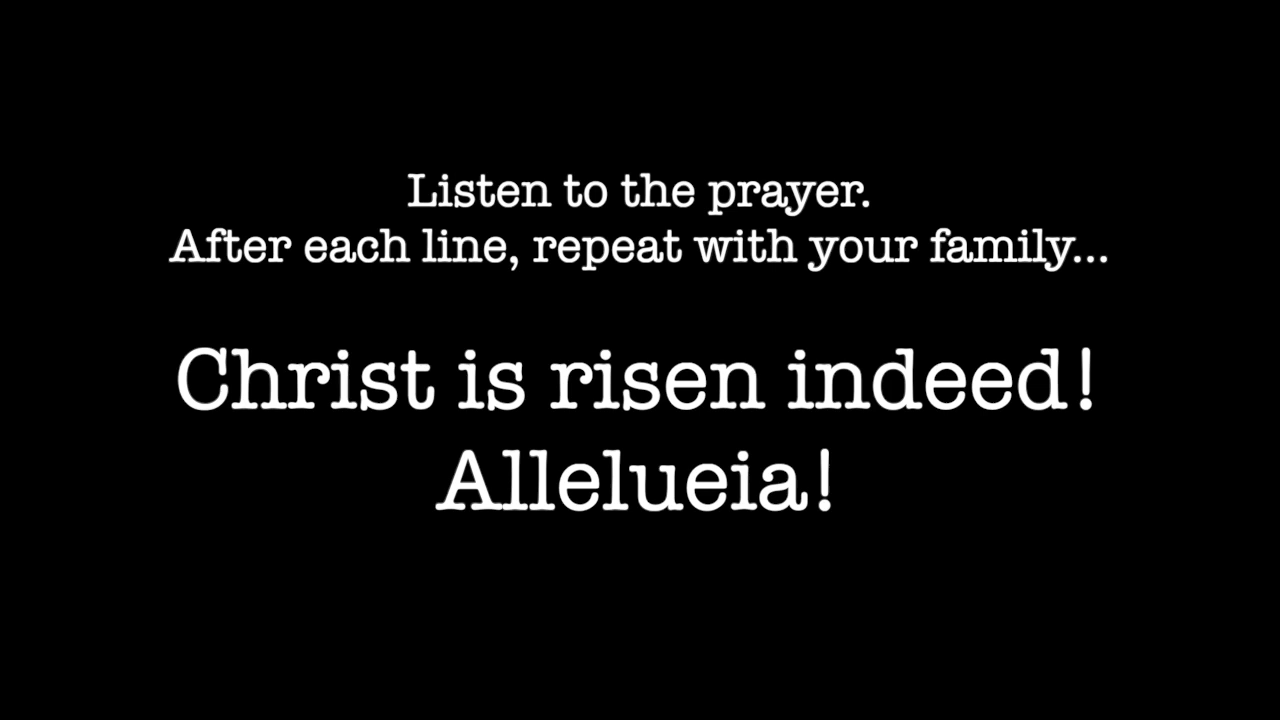 Listen to the prayer.
After each line, repeat with your family...
Christ is risen indeed!
Allelueia!